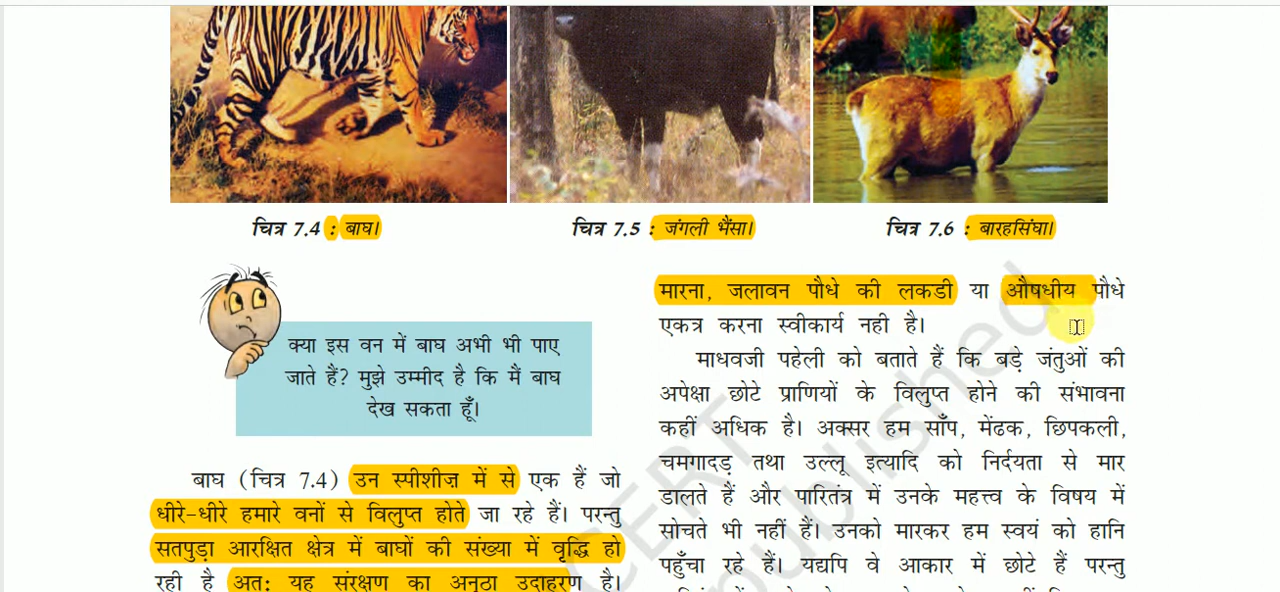 चित्र 7.4 : बाघ।
चित्र 7.5 : जंगली भैंसा।
चित्र 7.6 : बारहसिंघा।
क्या इस वन में बाघ अभी भी पाए
जाते हैं? मुझे उम्मीद है कि मैं बाघ
देख सकता हूँ।
बाघ (चित्र 7.4) उन स्पीशीज़ में से एक हैं जो
धीरे-धीरे हमारे वनों से विलुप्त होते जा रहे हैं। परन्तु
सतपुड़ा आरक्षित क्षेत्र में बाघों की संख्या में वृद्धि हो
रही है अत: यह संरक्षण का अनूठा उदाहरण है।
मारना, जलावन पौधे की लकडी या औषधीय पौधे
एकत्र करना स्वीकार्य नही है।
माधवजी पहेली को बताते हैं कि बड़े जंतुओं की
अपेक्षा छोटे प्राणियों के विलुप्त होने की संभावना
कहीं अधिक है। अक्सर हम साँप, मेंढक, छिपकली,
चमगादड़ तथा उल्लू इत्यादि को निर्दयता से मार
डालते हैं और पारितंत्र में उनके महत्त्व के विषय में
सोचते भी नहीं हैं। उनको मारकर हम स्वयं को हानि
पहुँचा रहे हैं। यद्यपि वे आकार में छोटे हैं परन्तु
NCERT
published